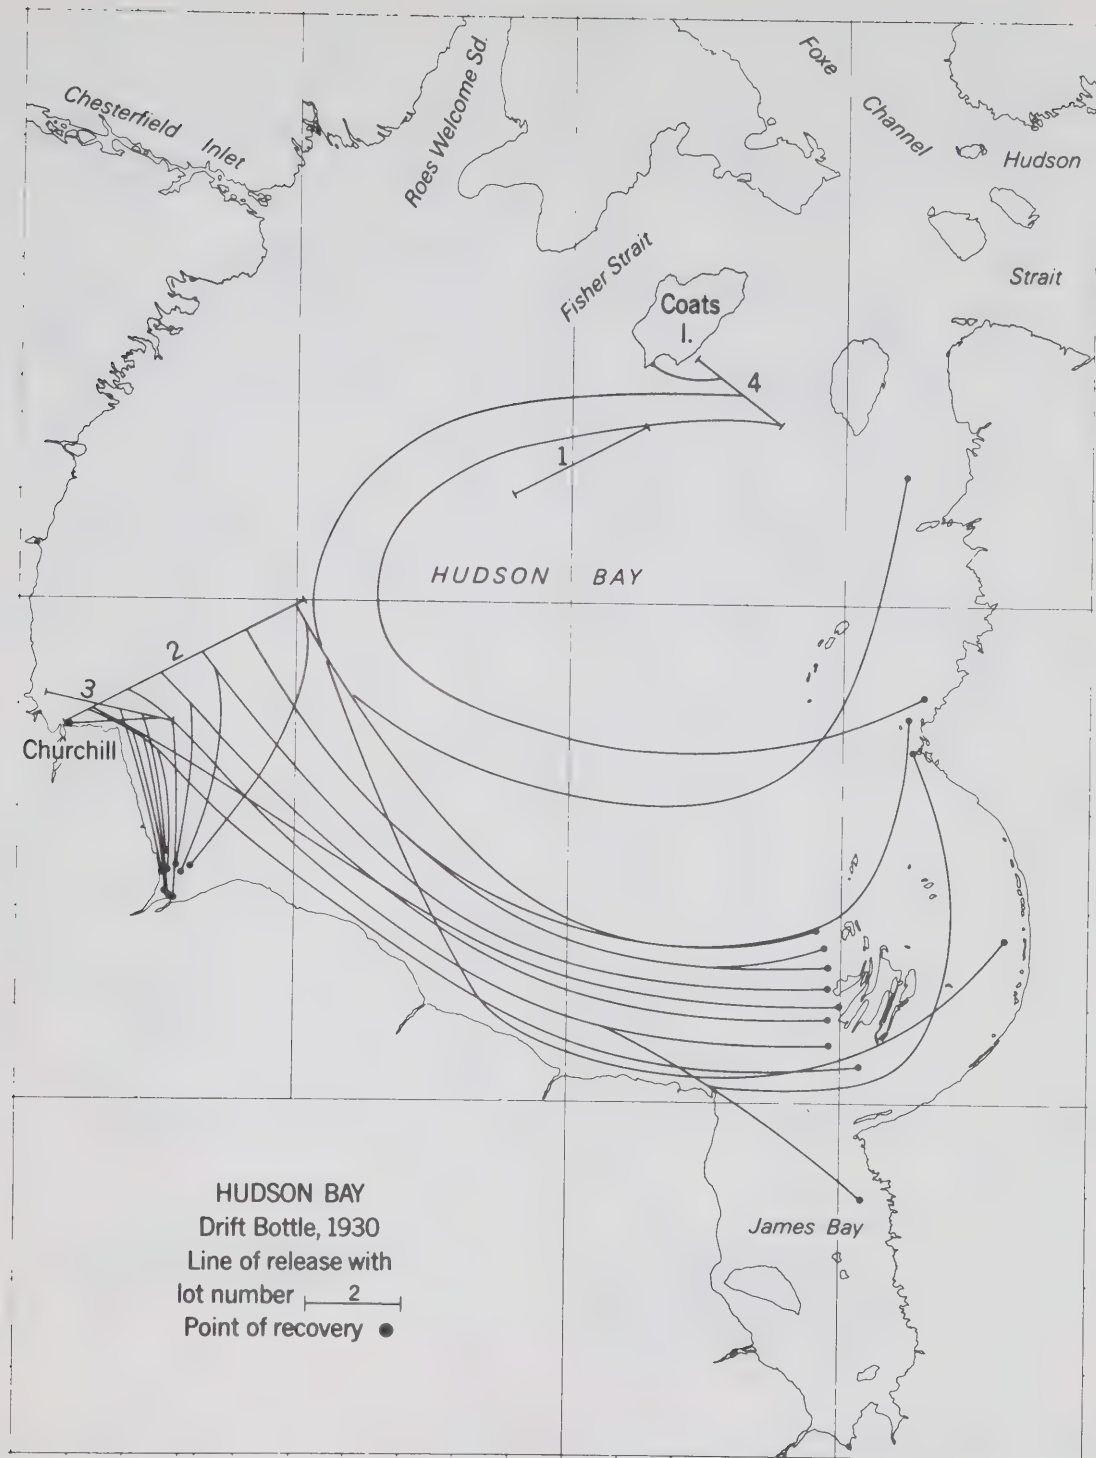 Foxe
Channel
Roes Welcome Sd.
Chesterfield
Inlet
Hudson
Strait
Fisher Strait
Coats
I.
4
1
HUDSON BAY
2
3
Churchill
HUDSON BAY
Drift Bottle, 1930
Line of release with
lot number 2
Point of recovery
James Bay